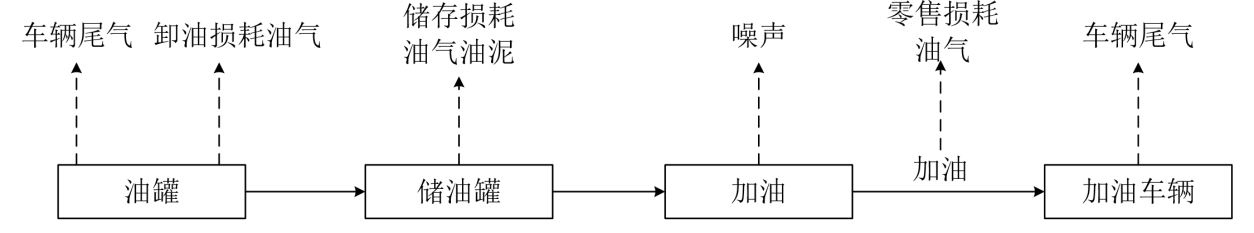 车辆尾气 卸油损耗油气
储存损耗
油气油泥
噪声
零售损耗
油气
车辆尾气
油罐
储油罐
加油
加油
加油车辆